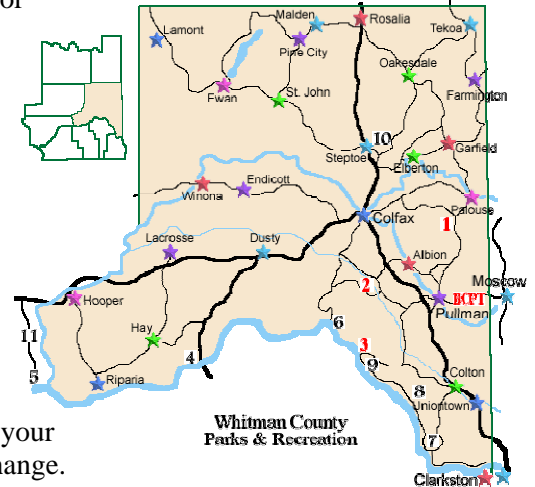 or
Malden
Rosalia
Tekoa
Lamont
Pine City
Oakesdale
Ewan
St. John
Farmington
10
Garfield
Steptoe
Elberton
Endicott
Winona
Palouse
Colfax
1
Lacrosse
Dusty
Albion
Moscow
2
BCPT
Hooper
Pullman
6
Hay
11
3
4
9
5
Riparia
Colton
8
Uniontown
Whitman County
Parks & Recreation
your
7
hange.
Clarkston